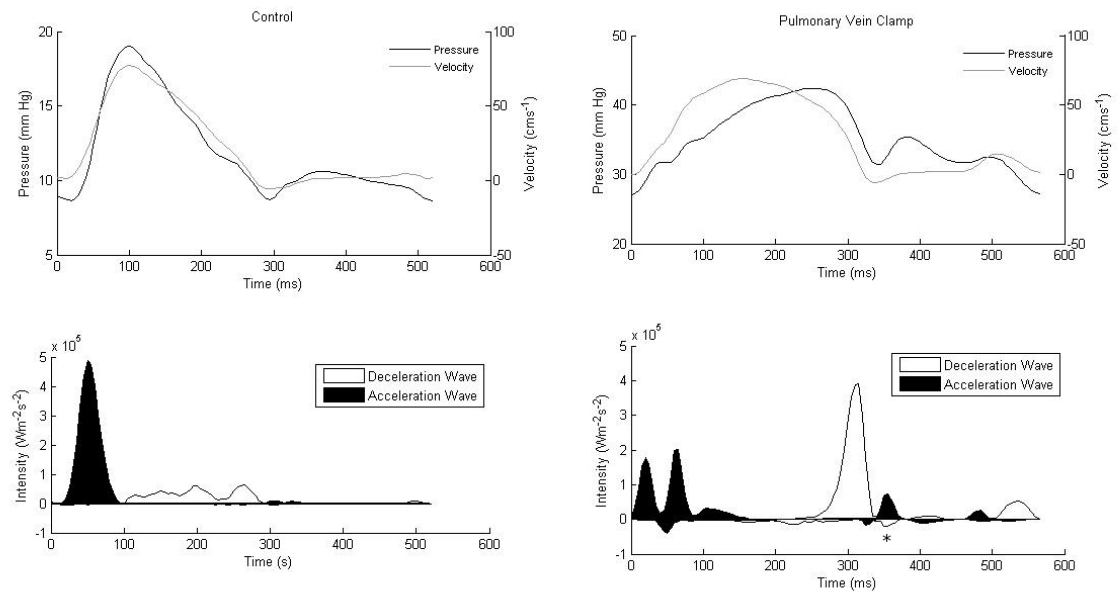 Control
Pressure
Velocity
Pressure (mm Hg)
20
15
10
5
Velocity (cms⁻¹)
100
50
0
-50
0 100 200 300 400 500 600
Time (ms)
Pulmonary Vein Clamp
Pressure
Velocity
Pressure (mm Hg)
50
40
30
20
Velocity (cms⁻¹)
100
50
0
-50
0 100 200 300 400 500 600
Time (ms)
x 10⁵
Deceleration Wave
Acceleration Wave
Intensity (Wm⁻²s⁻²)
5
4
3
2
1
0
-1
0 100 200 300 400 500 600
Time (s)
x 10⁵
Deceleration Wave
Acceleration Wave
Intensity (Wm⁻²s⁻²)
5
4
3
2
1
0
-1
*
0 100 200 300 400 500 600
Time (ms)